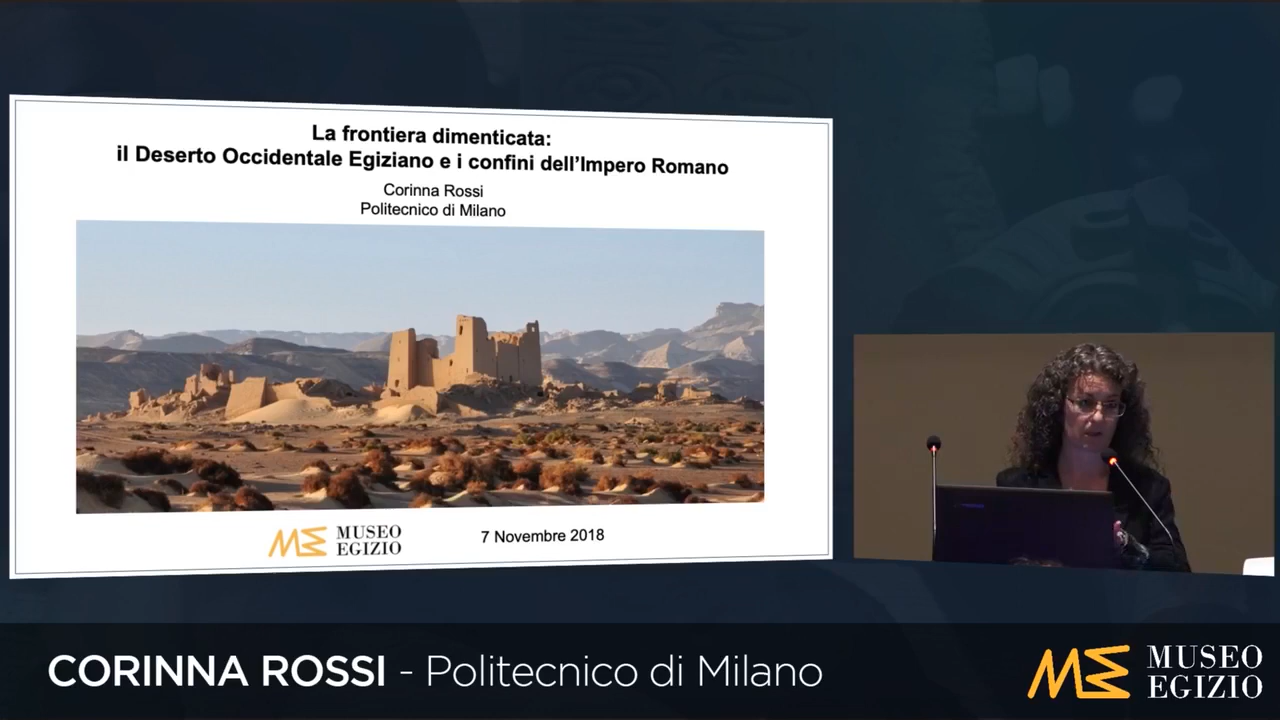 La frontiera dimenticata:
il Deserto Occidentale Egiziano e i confini dell'Impero Romano
Corinna Rossi
Politecnico di Milano
MUSEO
EGIZIO
7 Novembre 2018
CORINNA ROSSI - Politecnico di Milano
MUSEO
EGIZIO